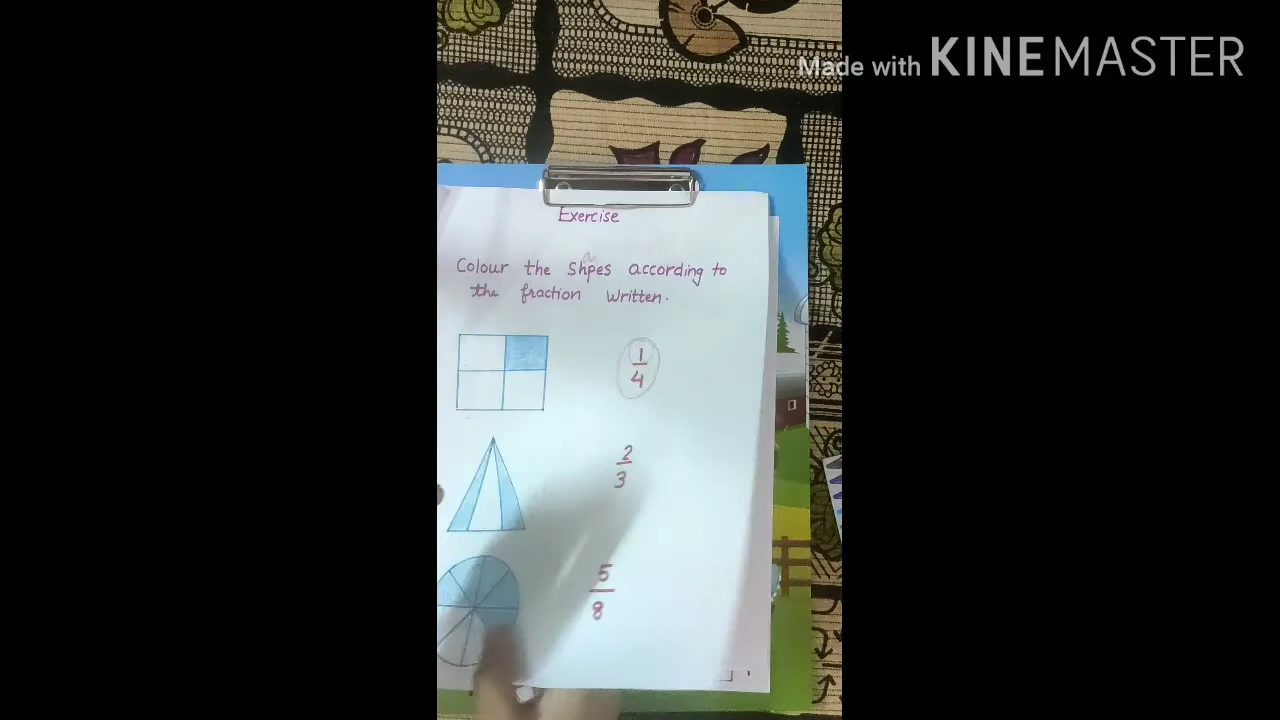 Made with KINEMASTER
Exercise
Colour the Shpes according to
the fraction written.
1
4
2
3
5
8